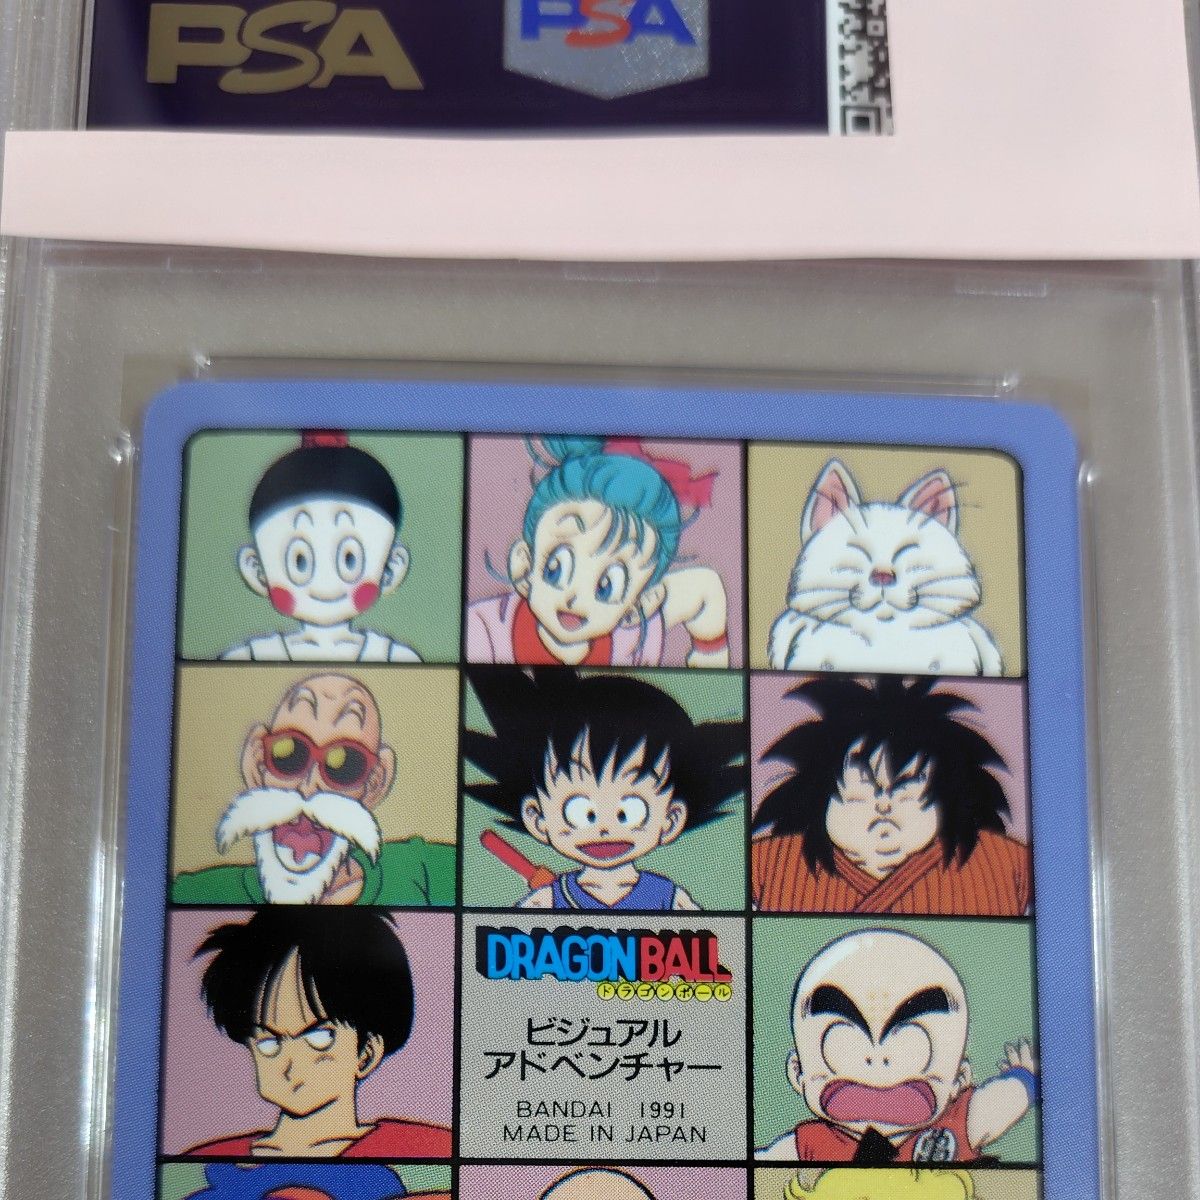 PSA
PSA
DRAGON BALL
ドラゴンボール
ビジュアル
アドベンチャー
BANDAI 1991
MADE IN JAPAN